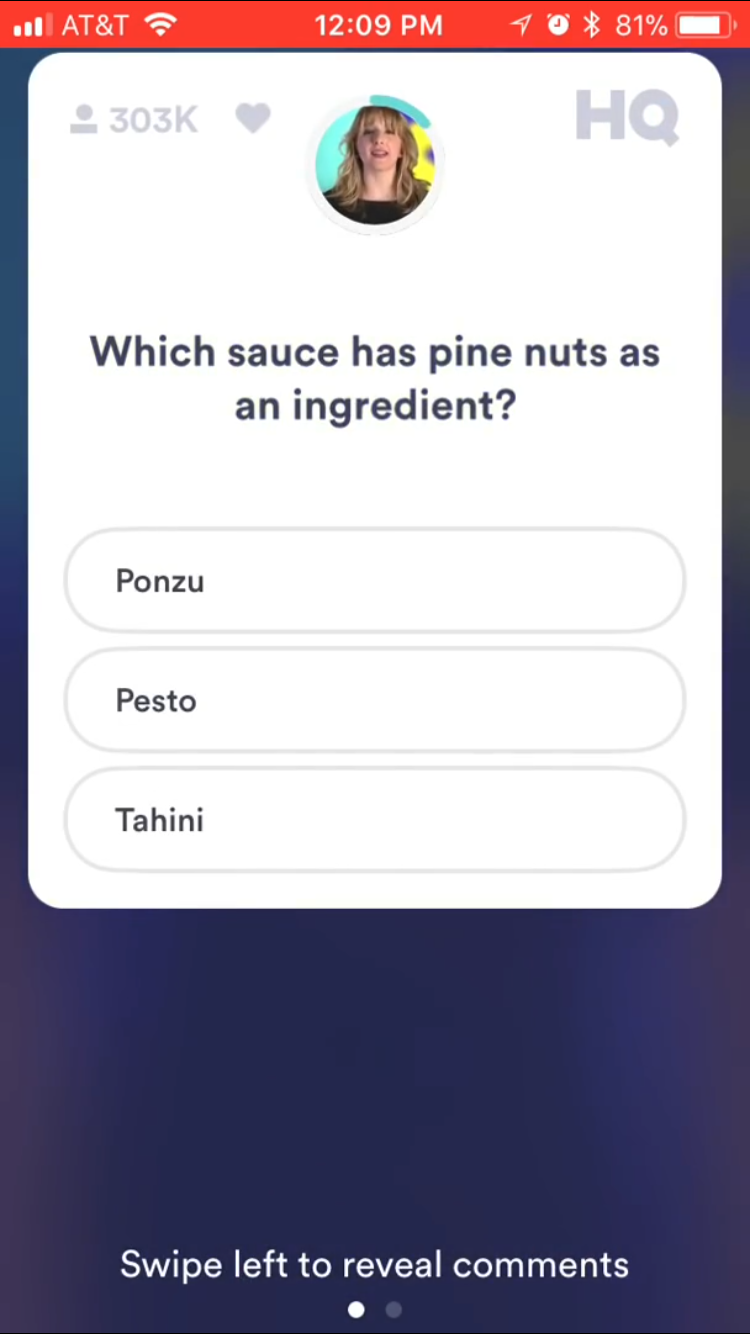 AT&T 12:09 PM 81%
303K HQ
Which sauce has pine nuts as
an ingredient?
Ponzu
Pesto
Tahini
Swipe left to reveal comments